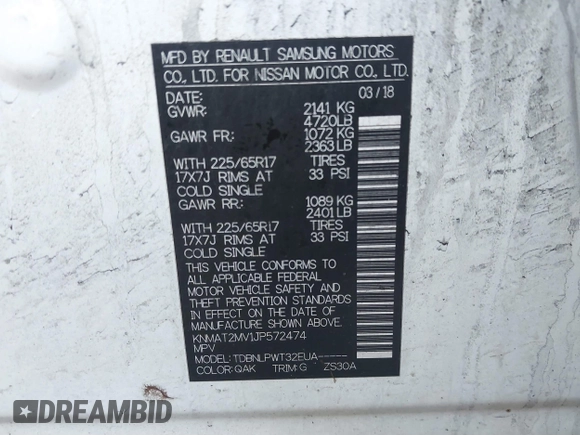 MFD BY RENAULT SAMSUNG MOTORS
CO., LTD. FOR NISSAN MOTOR CO., LTD.
DATE: 03/18
GVWR: 2141 KG
4720LB
GAWR FR: 1072 KG
2363LB
WITH 225/65R17 TIRES
17X7J RIMS AT 33 PSI
COLD SINGLE
GAWR RR: 1089 KG
2401LB
WITH 225/65R17 TIRES
17X7J RIMS AT 33 PSI
COLD SINGLE
THIS VEHICLE CONFORMS TO
ALL APPLICABLE FEDERAL
MOTOR VEHICLE SAFETY AND
THEFT PREVENTION STANDARDS
IN EFFECT ON THE DATE OF
MANUFACTURE SHOWN ABOVE.
KNMAT2MV1JP572474
MPV
MODEL: TDBNLPWT32EUA-----
COLOR: QAK TRIM: G ZS30A
DREAMBID
dreambid.com